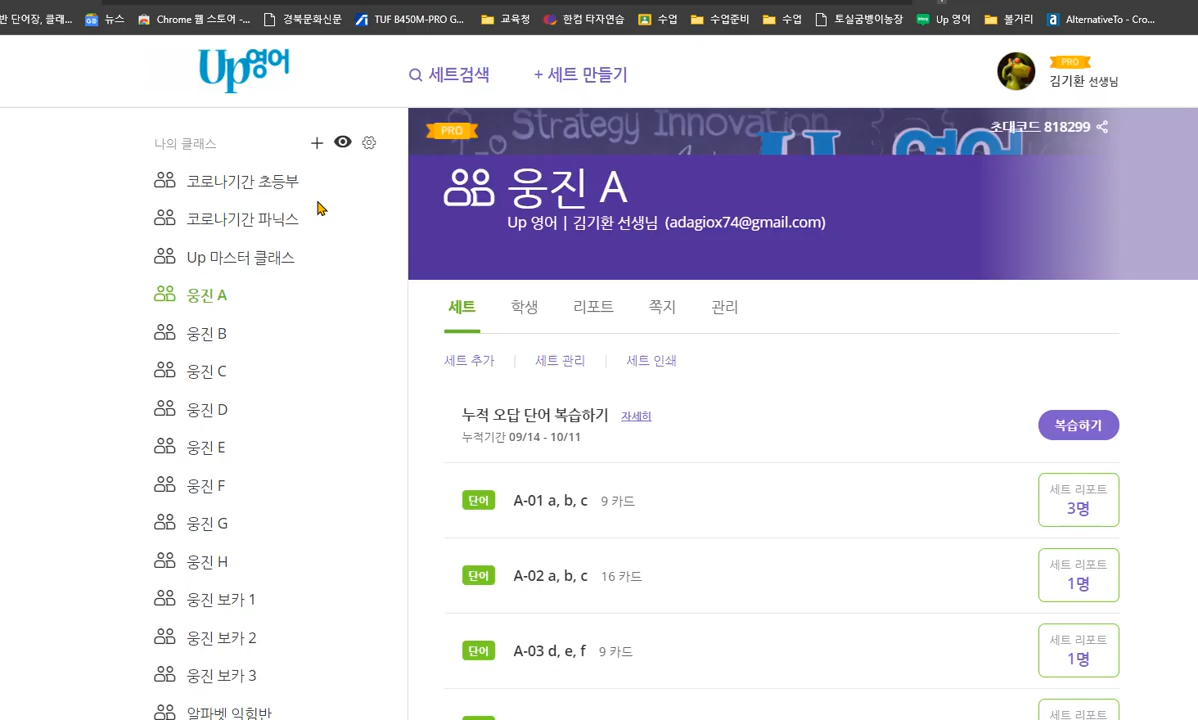 반 단어장, 클래...
뉴스
Chrome 웹 스토어 -...
경북문화신문
TUF B450M-PRO G...
교육청
한컴 타자연습
수업
수업준비
수업
토실굼벵이농장
Up 영어
볼거리
AlternativeTo - Cro...
Up영어
세트검색
+ 세트 만들기
PRO
김기환 선생님
나의 클래스
코로나기간 초등부
코로나기간 파닉스
Up 마스터 클래스
웅진 A
웅진 B
웅진 C
웅진 D
웅진 E
웅진 F
웅진 G
웅진 H
웅진 보카 1
웅진 보카 2
웅진 보카 3
알파벳 익힘반
PRO
Strategy Innovation
초대코드 818299
웅진 A
Up 영어 | 김기환 선생님 (adagiox74@gmail.com)
세트 학생 리포트 쪽지 관리
세트 추가 | 세트 관리 | 세트 인쇄
누적 오답 단어 복습하기 자세히
누적기간 09/14 - 10/11
복습하기
단어 A-01 a, b, c 9 카드
세트 리포트
3명
단어 A-02 a, b, c 16 카드
세트 리포트
1명
단어 A-03 d, e, f 9 카드
세트 리포트
1명
세트 리포트